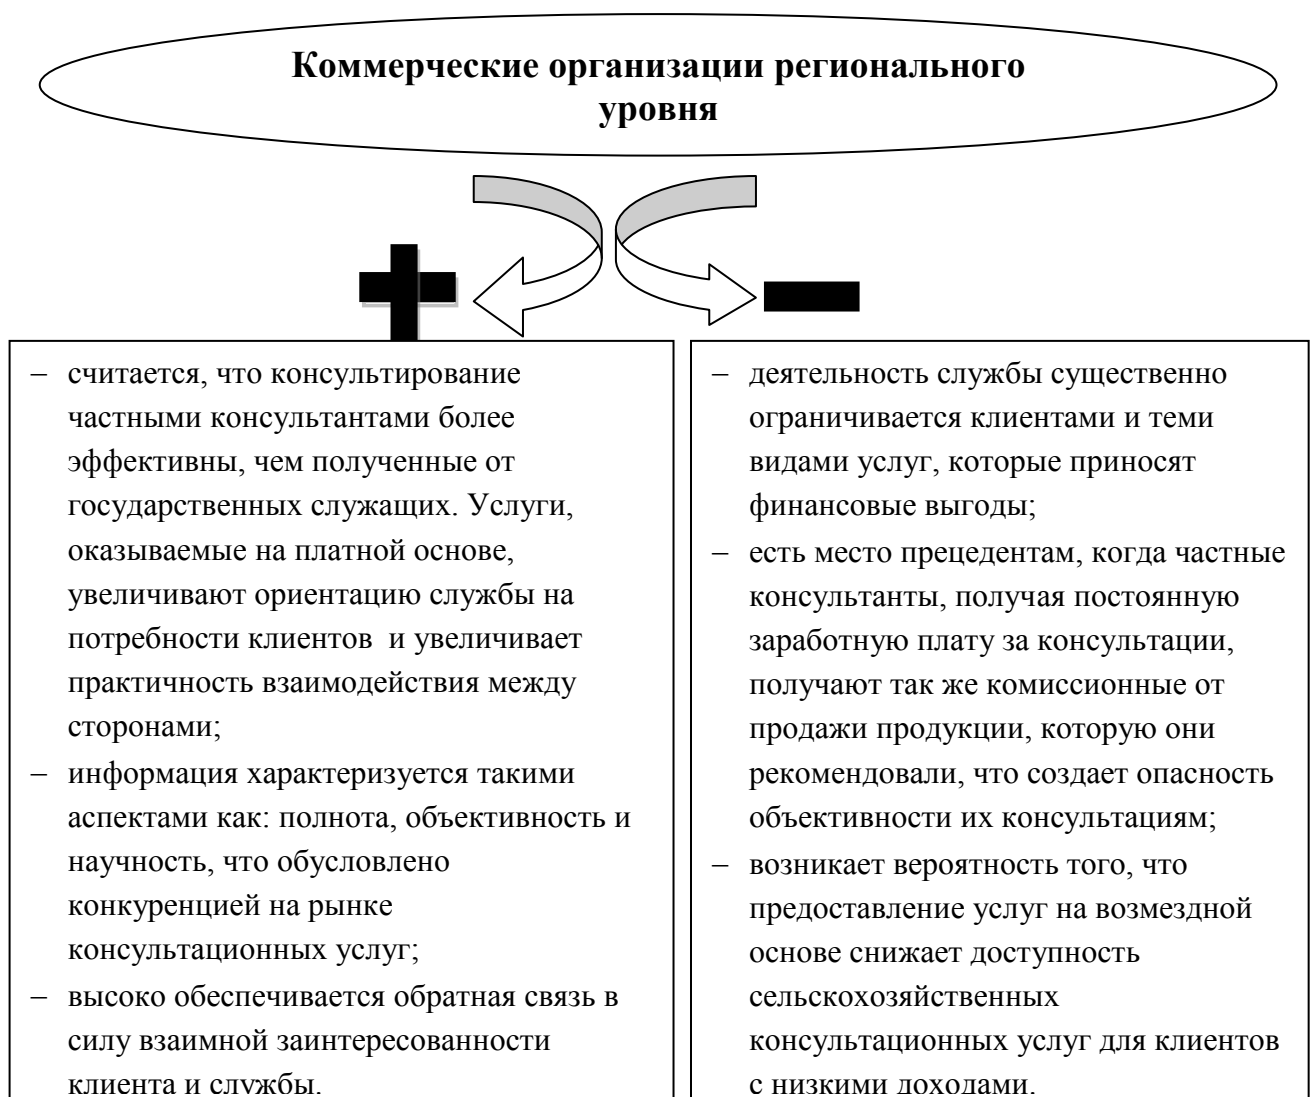 Коммерческие организации регионального
уровня
– считается, что консультирование
частными консультантами более
эффективны, чем полученные от
государственных служащих. Услуги,
оказываемые на платной основе,
увеличивают ориентацию службы на
потребности клиентов  и увеличивает
практичность взаимодействия между
сторонами;
– информация характеризуется такими
аспектами как: полнота, объективность и
научность, что обусловлено
конкуренцией на рынке
консультационных услуг;
– высоко обеспечивается обратная связь в
силу взаимной заинтересованности
клиента и службы.
– деятельность службы существенно
ограничивается клиентами и теми
видами услуг, которые приносят
финансовые выгоды;
– есть место прецедентам, когда частные
консультанты, получая постоянную
заработную плату за консультации,
получают так же комиссионные от
продажи продукции, которую они
рекомендовали, что создает опасность
объективности их консультациям;
– возникает вероятность того, что
предоставление услуг на возмездной
основе снижает доступность
сельскохозяйственных
консультационных услуг для клиентов
с низкими доходами.